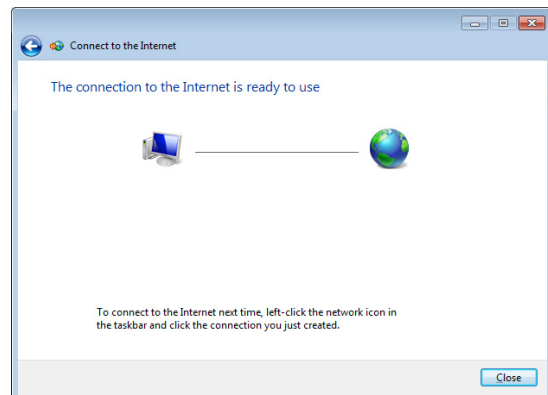 Connect to the Internet
The connection to the Internet is ready to use
To connect to the Internet next time, left-click the network icon in
the taskbar and click the connection you just created.
Close